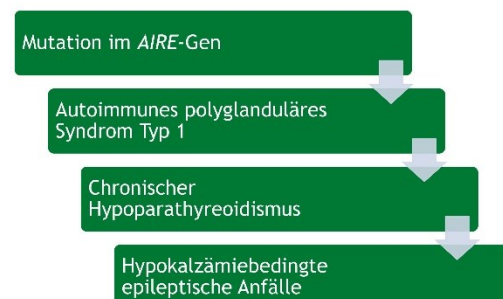 Mutation im AIRE-Gen
Autoimmunes polyglanduläres
Syndrom Typ 1
Chronischer
Hypoparathyreoidismus
Hypokalzämiebedingte
epileptische Anfälle